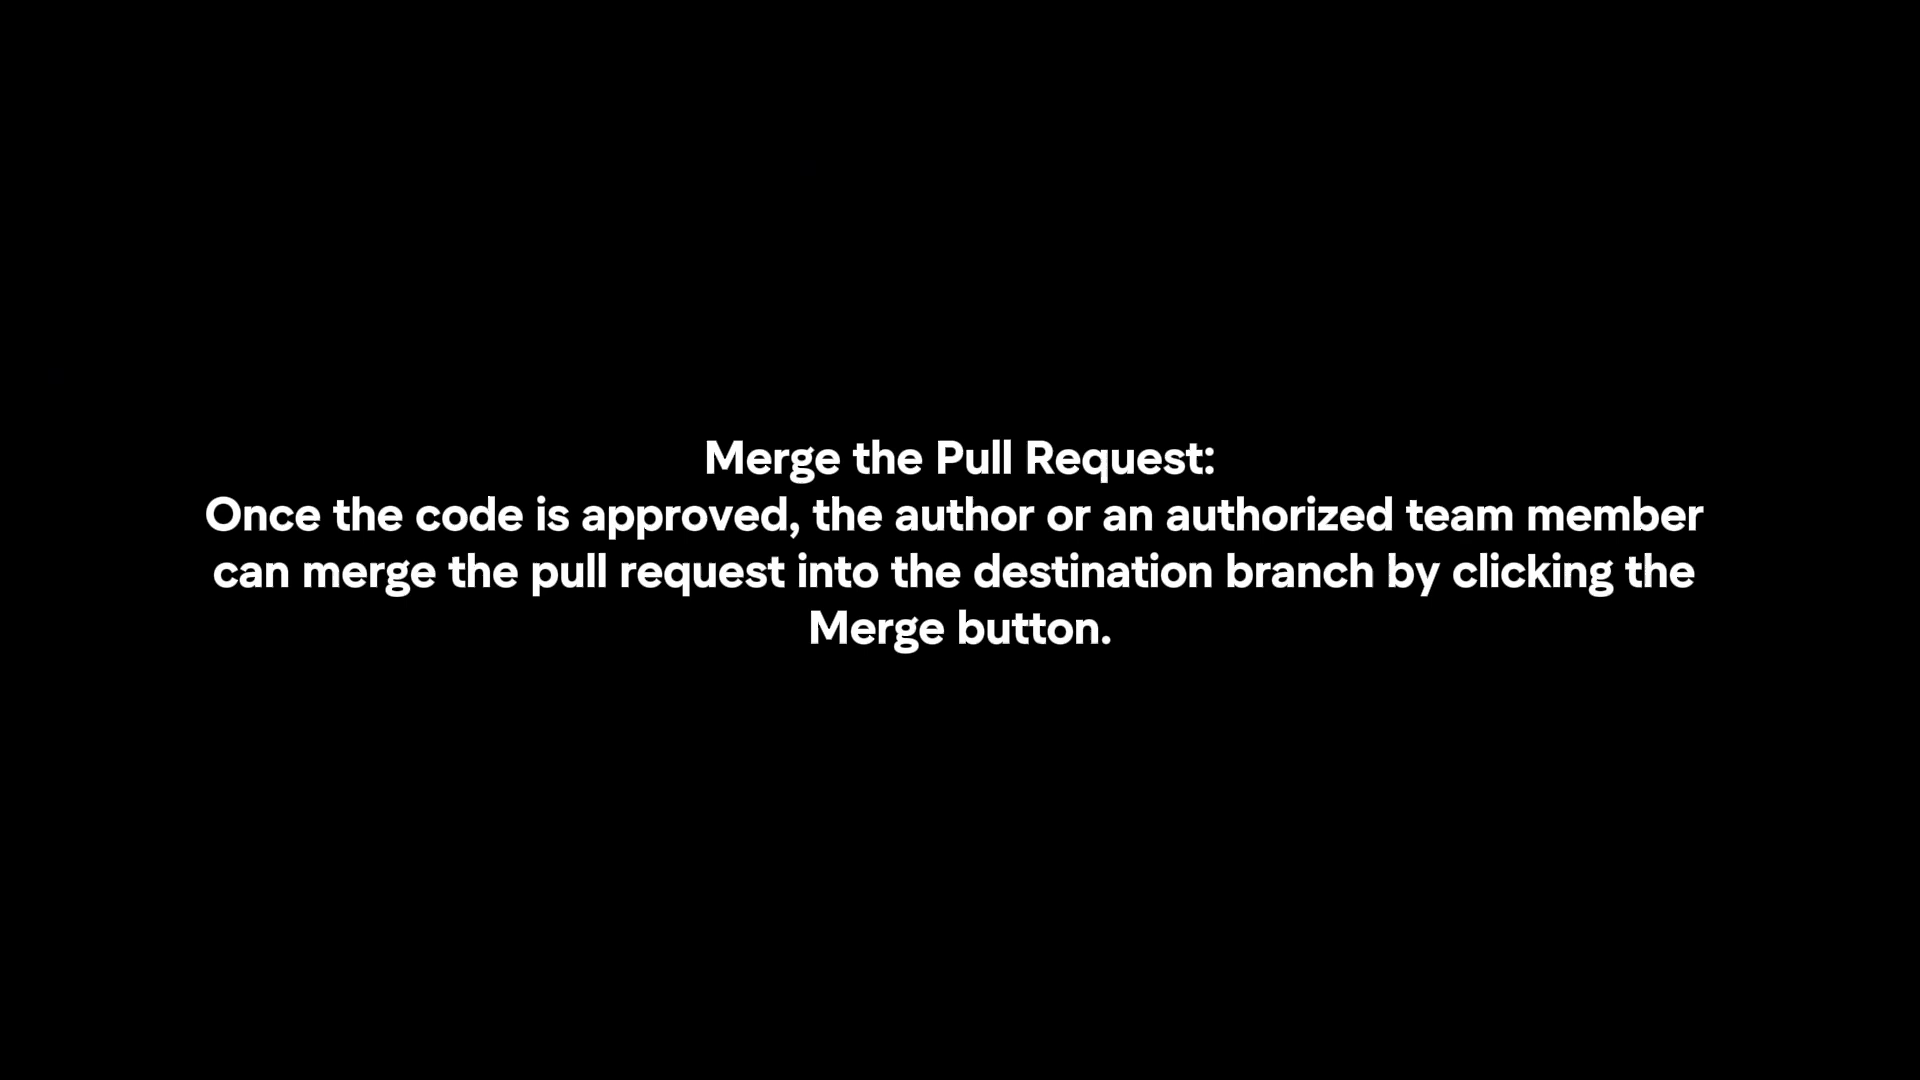 Merge the Pull Request:
Once the code is approved, the author or an authorized team member
can merge the pull request into the destination branch by clicking the
Merge button.